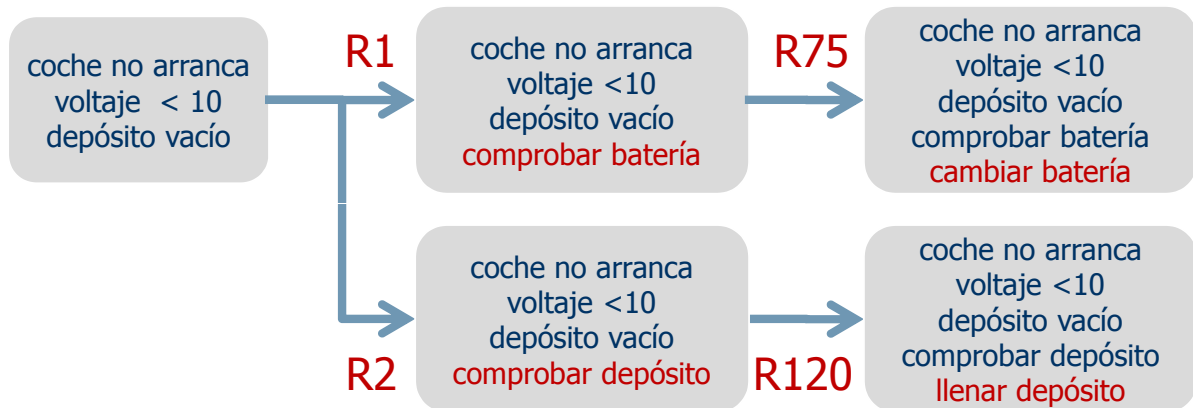 coche no arranca
voltaje < 10
depósito vacío
R1
coche no arranca
voltaje <10
depósito vacío
comprobar batería
R75
coche no arranca
voltaje <10
depósito vacío
comprobar batería
cambiar batería
R2
coche no arranca
voltaje <10
depósito vacío
comprobar depósito
R120
coche no arranca
voltaje <10
depósito vacío
comprobar depósito
llenar depósito